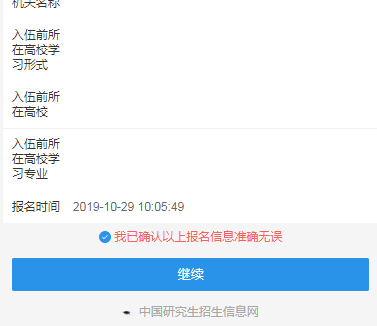 机关名称
入伍前所
在高校学
习形式
入伍前所
在高校
入伍前所
在高校学
习专业
报名时间 2019-10-29 10:05:49
我已确认以上报名信息准确无误
继续
中国研究生招生信息网